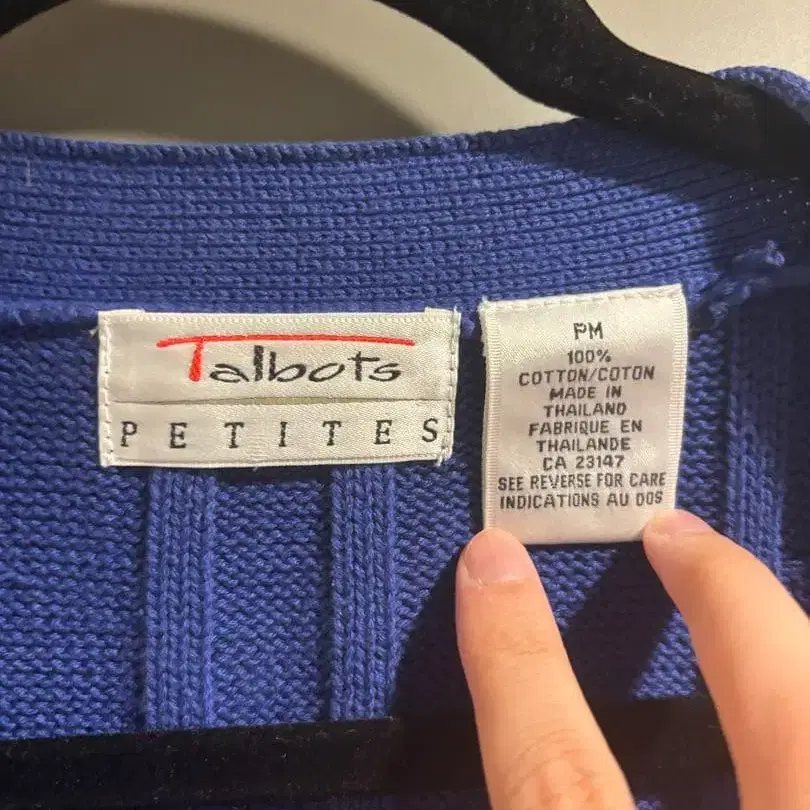 Talbots
PETITES
PM
100%
COTTON/COTON
MADE IN
THAILAND
FABRIQUE EN
THAILANDE
CA 23147
SEE REVERSE FOR CARE
INDICATIONS AU DOS